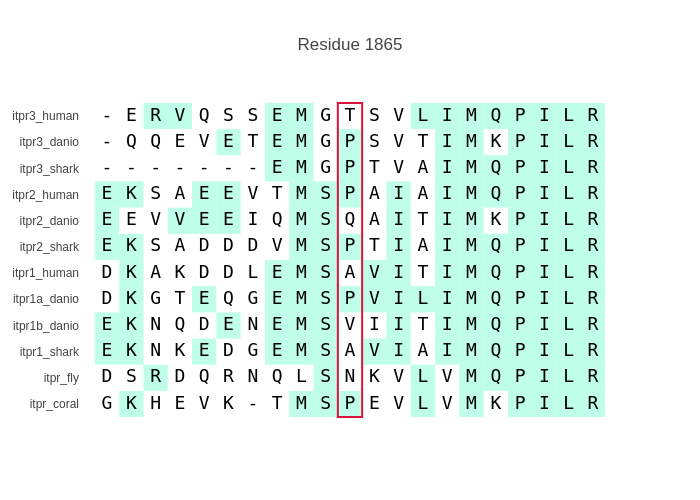 Residue 1865
itpr3_human - E R V Q S S E M G T S V L I M Q P I L R
itpr3_danio - Q Q E V E T E M G P S V T I M K P I L R
itpr3_shark - - - - - - - E M G P T V A I M Q P I L R
itpr2_human E K S A E E V T M S P A I A I M Q P I L R
itpr2_danio E E V V E E I Q M S Q A I T I M K P I L R
itpr2_shark E K S A D D D V M S P T I A I M Q P I L R
itpr1_human D K A K D D L E M S A V I T I M Q P I L R
itpr1a_danio D K G T E Q G E M S P V I L I M Q P I L R
itpr1b_danio E K N Q D E N E M S V I I T I M Q P I L R
itpr1_shark E K N K E D G E M S A V I A I M Q P I L R
itpr_fly D S R D Q R N Q L S N K V L V M Q P I L R
itpr_coral G K H E V K - T M S P E V L V M K P I L R